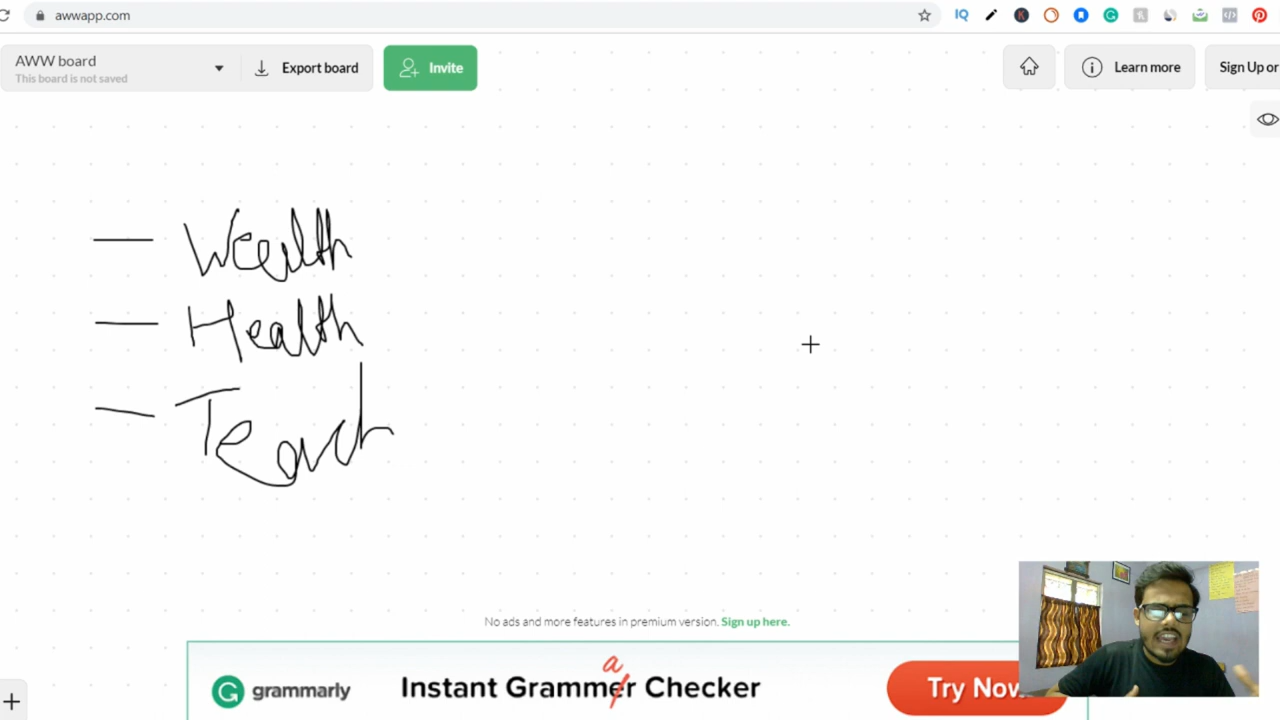 awwapp.com
IQ
AWW board
This board is not saved
Export board
Invite
Learn more
Sign Up or
— Wealth
— Health
— Teach
No ads and more features in premium version. Sign up here.
grammarly
Instant Grammer Checker
a
Try Now